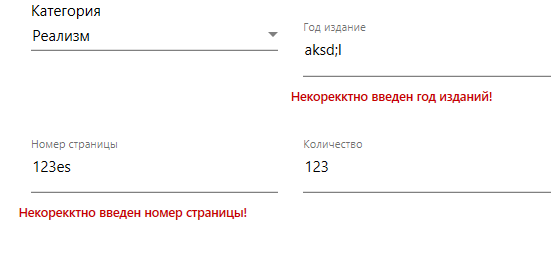 Категория
Реализм
Год издание
aksd;l
Некорекктно введен год изданий!
Номер страницы
123es
Количество
123
Некорекктно введен номер страницы!